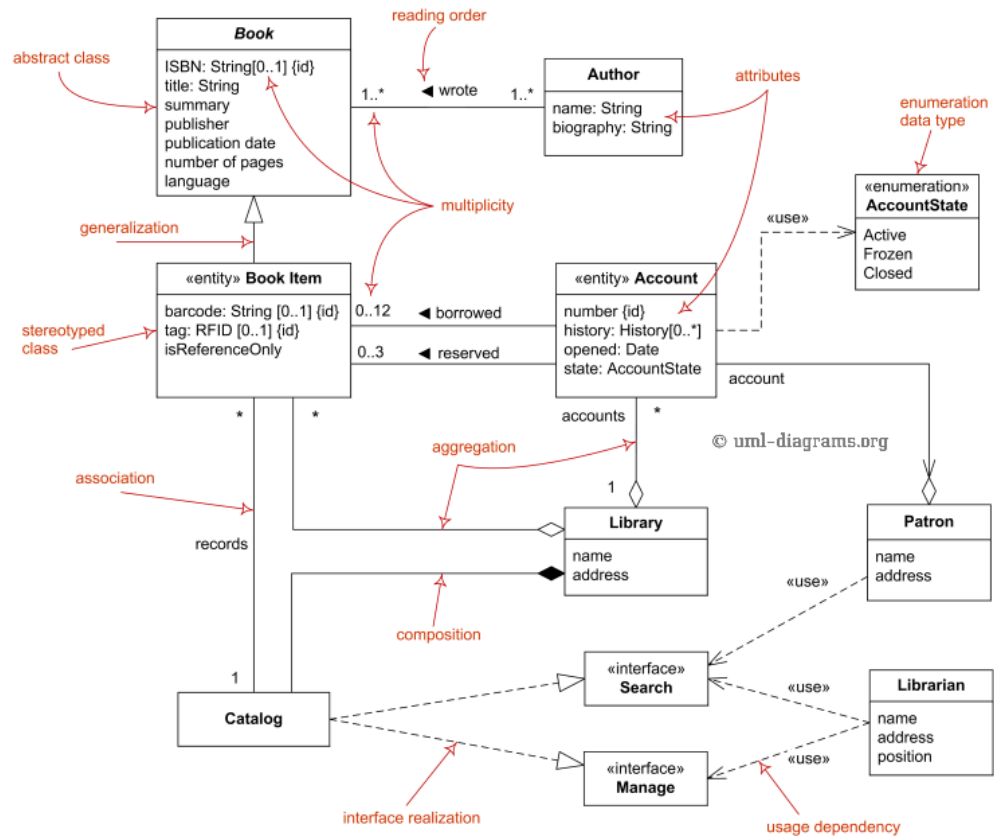 reading order
Book
abstract class
ISBN: String[0..1] {id}
title: String
summary
publisher
publication date
number of pages
language
1..*
◄ wrote
1..*
Author
name: String
biography: String
attributes
enumeration
data type
multiplicity
generalization
«enumeration»
AccountState
Active
Frozen
Closed
«use»
«entity» Book Item
barcode: String [0..1] {id}
tag: RFID [0..1] {id}
isReferenceOnly
stereotyped
class
0..12
◄ borrowed
0..3
◄ reserved
«entity» Account
number {id}
history: History[0..*]
opened: Date
state: AccountState
account
*
*
accounts
*
© uml-diagrams.org
aggregation
association
1
Library
name
address
Patron
name
address
records
«use»
composition
1
Catalog
«interface»
Search
«use»
Librarian
name
address
position
«interface»
Manage
«use»
interface realization
usage dependency